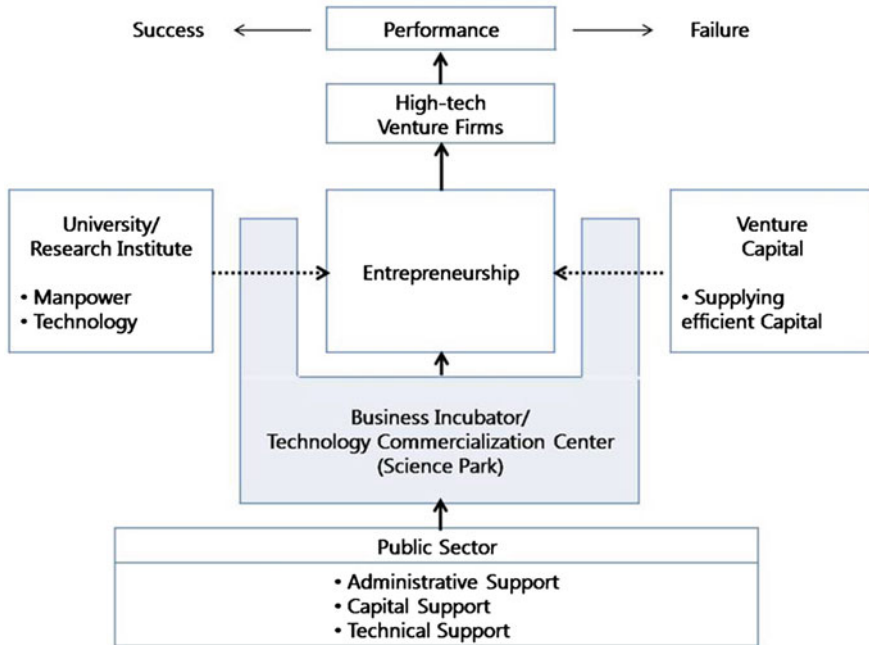 Success
Performance
Failure
High-tech
Venture Firms
University/
Research Institute
• Manpower
• Technology
Entrepreneurship
Venture
Capital
• Supplying
efficient Capital
Business Incubator/
Technology Commercialization Center
(Science Park)
Public Sector
• Administrative Support
• Capital Support
• Technical Support